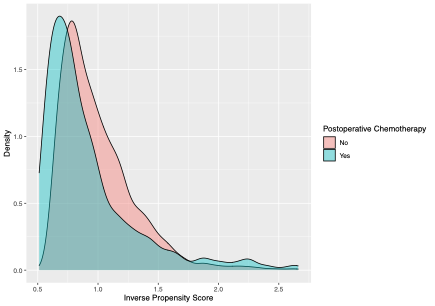 1.5
1.0
0.5
0.0
Density
0.5 1.0 1.5 2.0 2.5
Inverse Propensity Score
Postoperative Chemotherapy
No
Yes